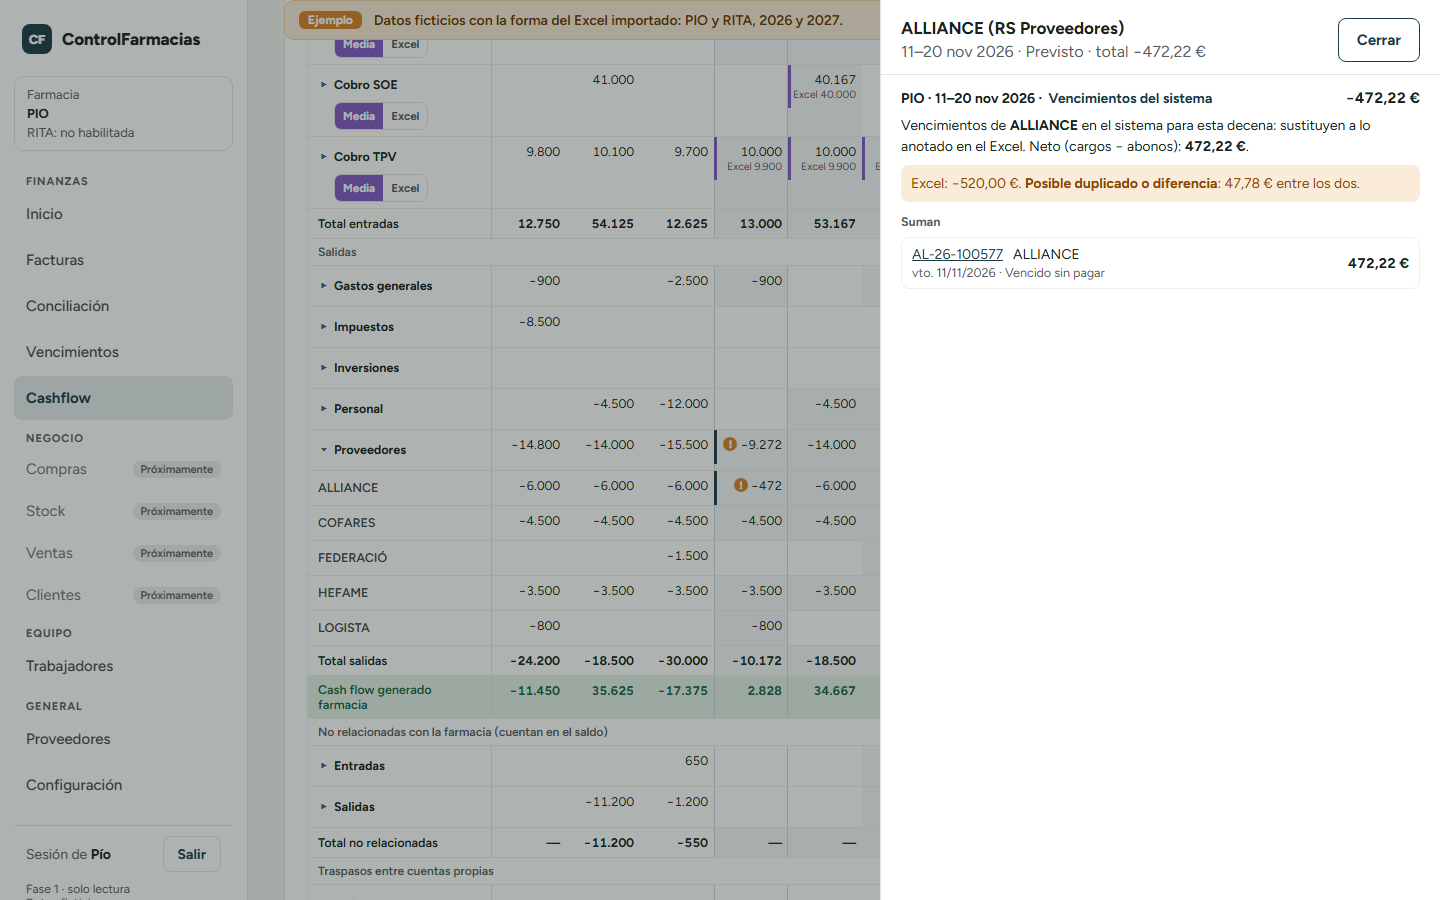 CF ControlFarmacias
Farmacia
PIO
RITA: no habilitada
FINANZAS
Inicio
Facturas
Conciliación
Vencimientos
Cashflow
NEGOCIO
Compras Próximamente
Stock Próximamente
Ventas Próximamente
Clientes Próximamente
EQUIPO
Trabajadores
GENERAL
Proveedores
Configuración
Sesión de Pío Salir
Fase 1 · solo lectura
Ejemplo Datos ficticios con la forma del Excel importado: PIO y RITA, 2026 y 2027.
Media Excel
Cobro SOE 41.000 40.167
Excel 40.000
Media Excel
Cobro TPV 9.800 10.100 9.700 10.000 10.000
Excel 9.900 Excel 9.900 E
Media Excel
Total entradas 12.750 54.125 12.625 13.000 53.167
Salidas
Gastos generales −900 −2.500 −900
Impuestos −8.500
Inversiones
Personal −4.500 −12.000 −4.500
Proveedores −14.800 −14.000 −15.500 ! −9.272 −14.000
ALLIANCE −6.000 −6.000 −6.000 ! −472 −6.000
COFARES −4.500 −4.500 −4.500 −4.500 −4.500
FEDERACIÓ −1.500
HEFAME −3.500 −3.500 −3.500 −3.500 −3.500
LOGISTA −800 −800
Total salidas −24.200 −18.500 −30.000 −10.172 −18.500
Cash flow generado farmacia −11.450 35.625 −17.375 2.828 34.667
No relacionadas con la farmacia (cuentan en el saldo)
Entradas 650
Salidas −11.200 −1.200
Total no relacionadas — −11.200 −550 — —
Traspasos entre cuentas propias
ALLIANCE (RS Proveedores)
11–20 nov 2026 · Previsto · total −472,22 €
Cerrar
PIO · 11–20 nov 2026 · Vencimientos del sistema −472,22 €
Vencimientos de ALLIANCE en el sistema para esta decena: sustituyen a lo
anotado en el Excel. Neto (cargos − abonos): 472,22 €.
Excel: −520,00 €. Posible duplicado o diferencia: 47,78 € entre los dos.
Suman
AL-26-100577 ALLIANCE 472,22 €
vto. 11/11/2026 · Vencido sin pagar